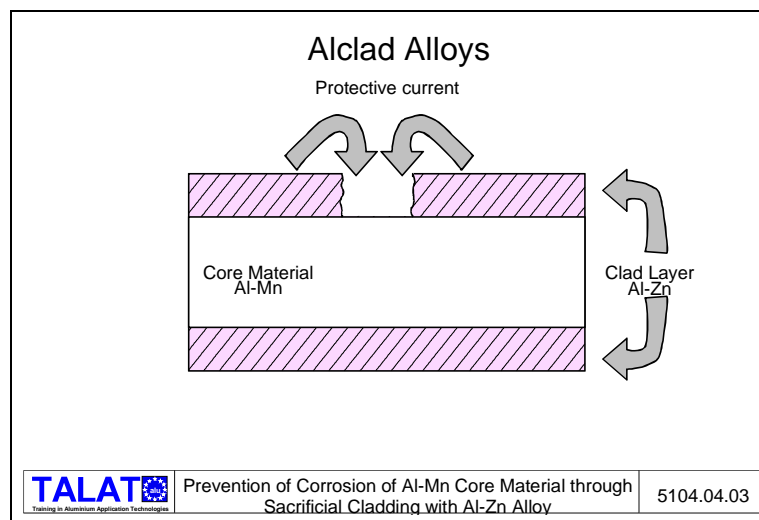 Alclad Alloys
Protective current
Core Material
Al-Mn
Clad Layer
Al-Zn
TALAT
Training in Aluminium Application Technologies
Prevention of Corrosion of Al-Mn Core Material through
Sacrificial Cladding with Al-Zn Alloy
5104.04.03